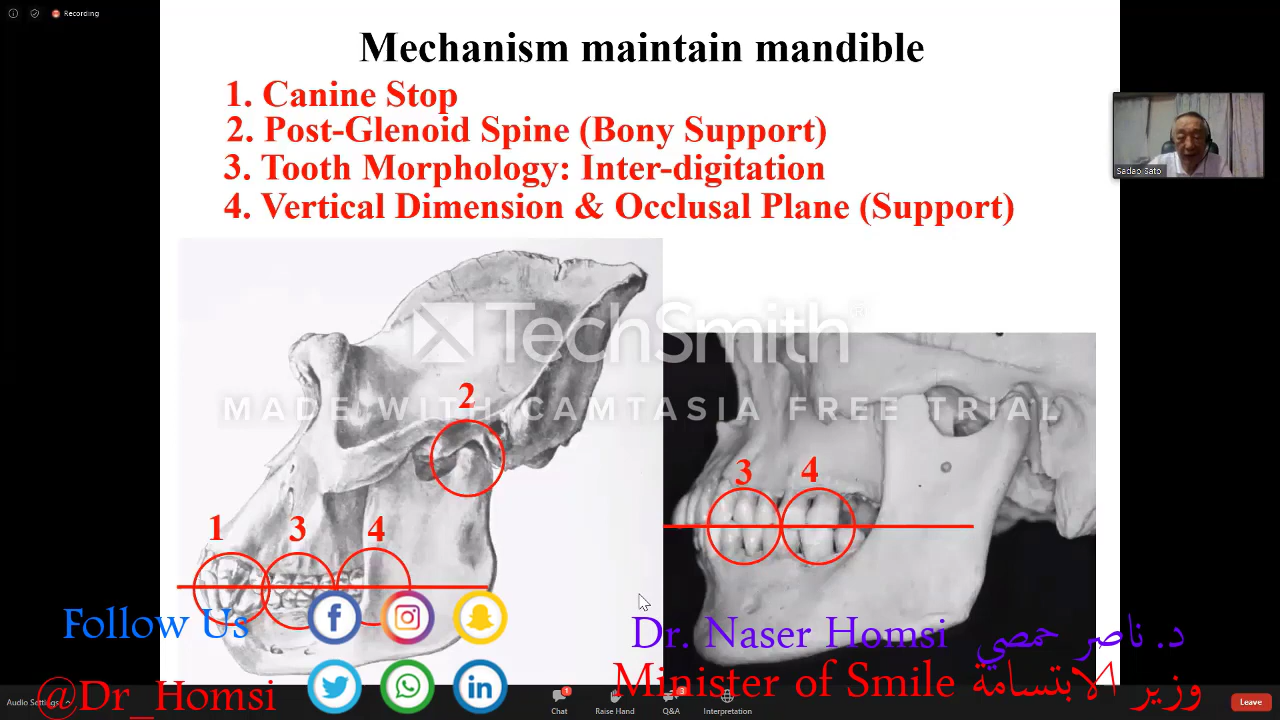 Recording
Mechanism maintain mandible
1. Canine Stop
2. Post-Glenoid Spine (Bony Support)
3. Tooth Morphology: Inter-digitation
4. Vertical Dimension & Occlusal Plane (Support)
Sadao Sato
TechSmith®
MADE WITH CAMTASIA FREE TRIAL
2
1
3
4
3
4
Follow Us
@Dr_Homsi
Dr. Naser Homsi د. ناصر حمصي
Minister of Smile وزير الابتسامة
Audio Settings
1
Chat
Raise Hand
3
Q&A
Interpretation
Leave